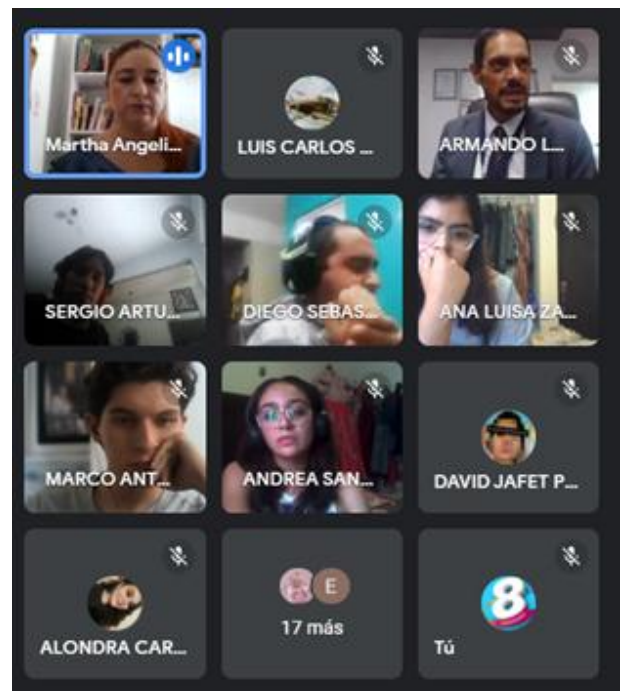 Martha Angeli...
LUIS CARLOS ...
ARMANDO L...
SERGIO ARTU...
DIEGO SEBAS...
ANA LUISA ZA...
MARCO ANT...
ANDREA SAN...
DAVID JAFET P...
ALONDRA CAR...
E
17 más
8
Tú